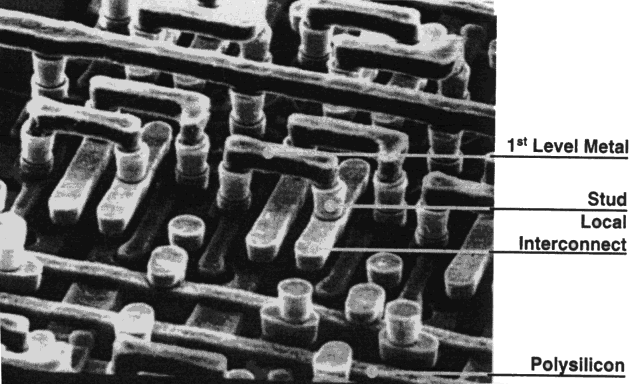 1st Level Metal
Stud
Local
Interconnect
Polysilicon